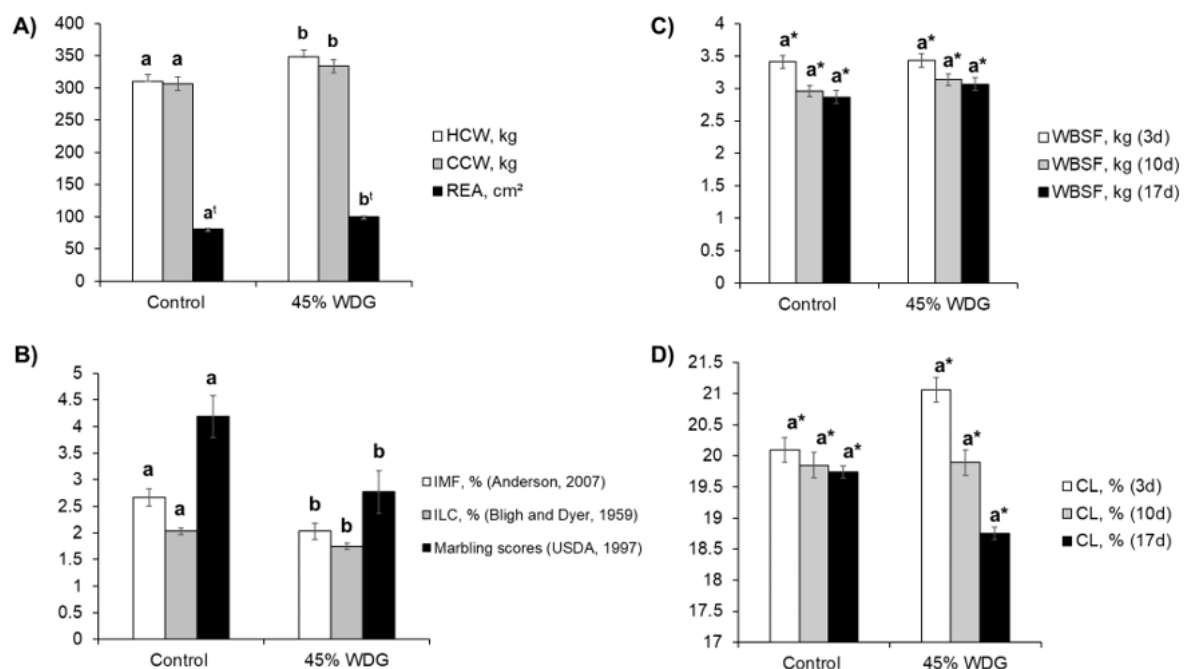 A)
400
350
300
250
200
150
100
50
0
a a aᵗ
b b bᵗ
Control 45% WDG
HCW, kg
CCW, kg
REA, cm²
B)
5
4.5
4
3.5
3
2.5
2
1.5
1
0.5
0
a a a
b b b
Control 45% WDG
IMF, % (Anderson, 2007)
ILC, % (Bligh and Dyer, 1959)
Marbling scores (USDA, 1997)
C)
4
3.5
3
2.5
2
1.5
1
0.5
0
a* a* a*
a* a* a*
Control 45% WDG
WBSF, kg (3d)
WBSF, kg (10d)
WBSF, kg (17d)
D)
21.5
21
20.5
20
19.5
19
18.5
18
17.5
17
a* a* a*
a* a* a*
Control 45% WDG
CL, % (3d)
CL, % (10d)
CL, % (17d)